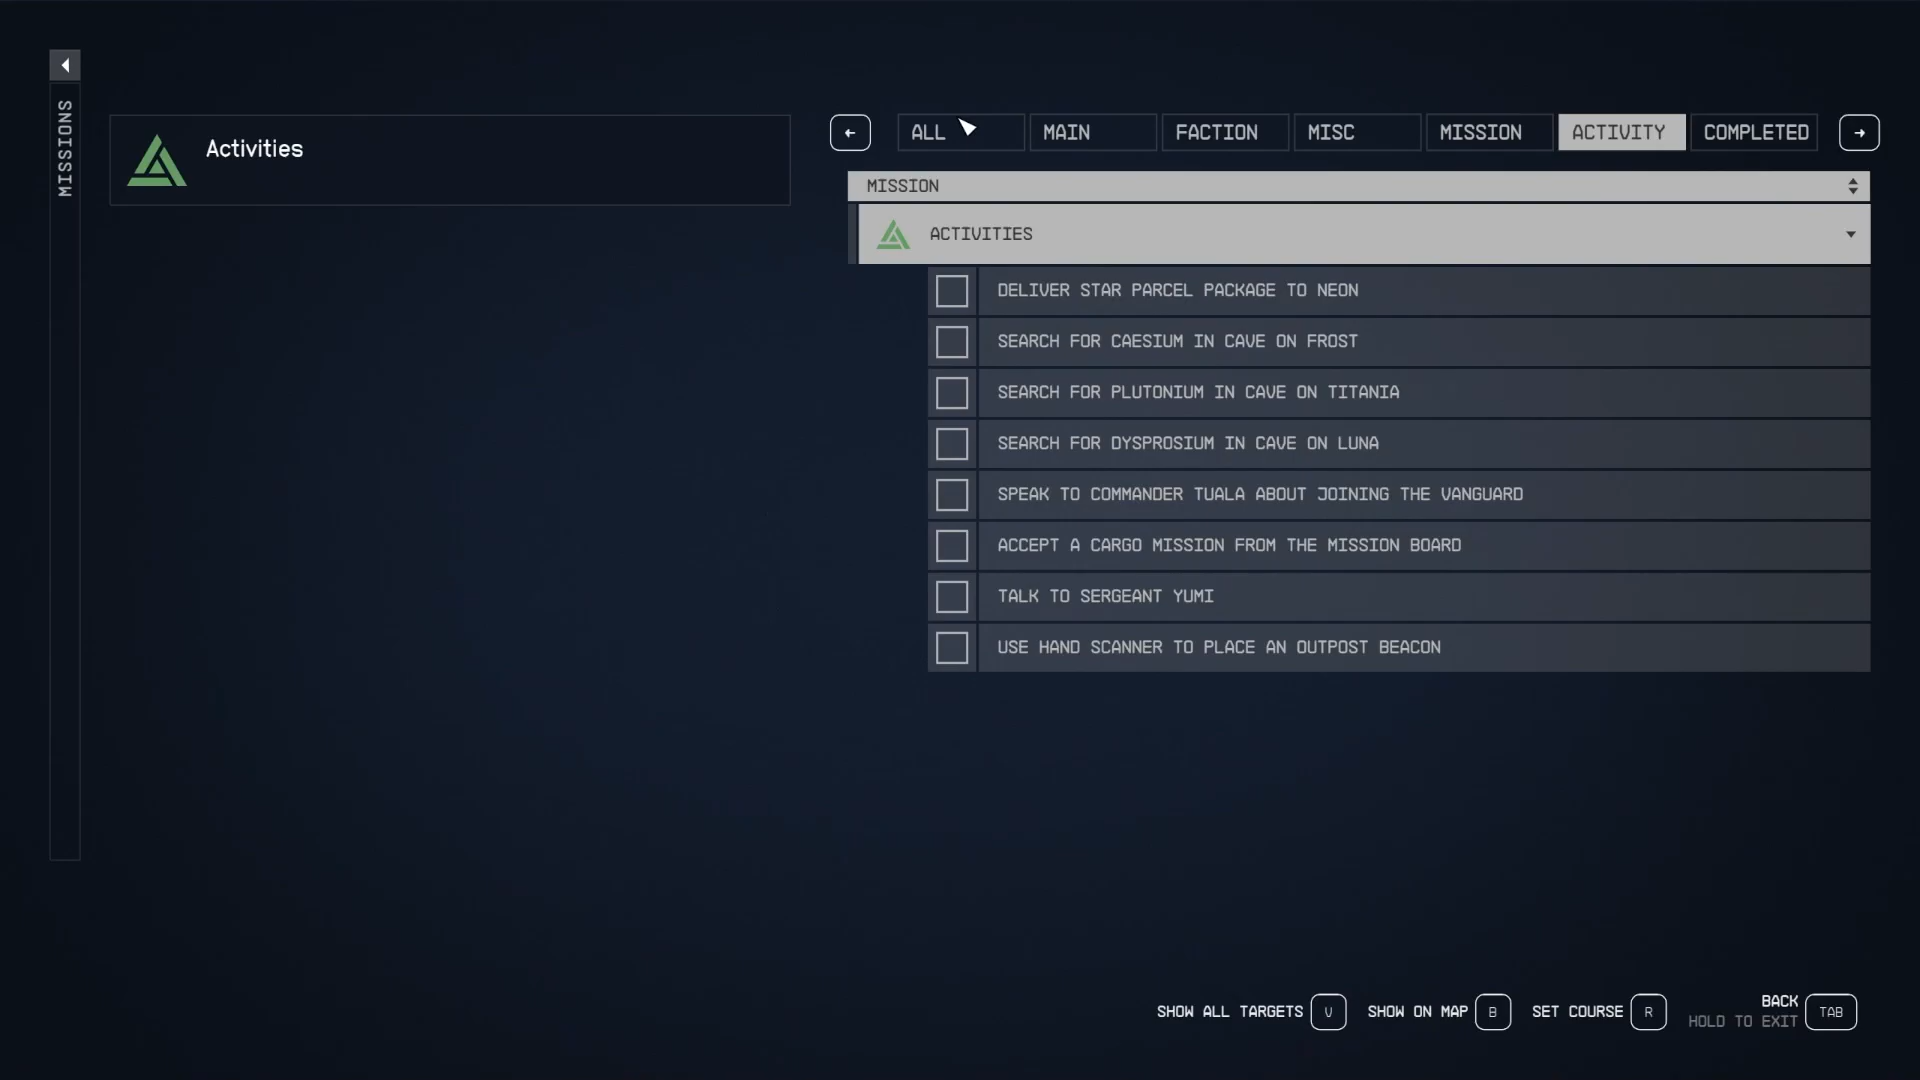 MISSIONS
Activities
ALL
MAIN
FACTION
MISC
MISSION
ACTIVITY
COMPLETED
MISSION
ACTIVITIES
DELIVER STAR PARCEL PACKAGE TO NEON
SEARCH FOR CAESIUM IN CAVE ON FROST
SEARCH FOR PLUTONIUM IN CAVE ON TITANIA
SEARCH FOR DYSPROSIUM IN CAVE ON LUNA
SPEAK TO COMMANDER TUALA ABOUT JOINING THE VANGUARD
ACCEPT A CARGO MISSION FROM THE MISSION BOARD
TALK TO SERGEANT YUMI
USE HAND SCANNER TO PLACE AN OUTPOST BEACON
SHOW ALL TARGETS V
SHOW ON MAP B
SET COURSE R
BACK
HOLD TO EXIT
TAB